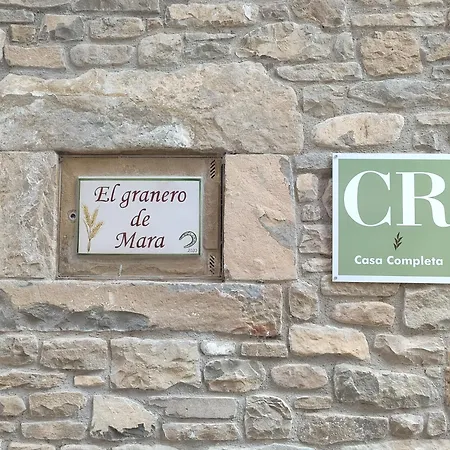 El granero
de
Mara
CR
Casa Completa